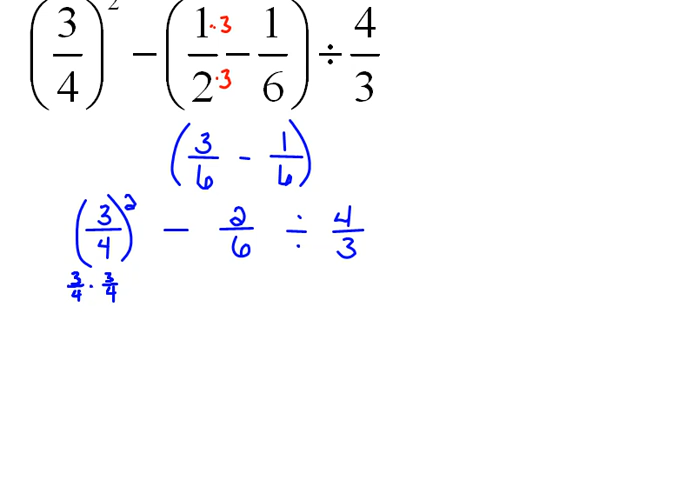 (3/4)² − (1·3/2·3 − 1/6) ÷ 4/3
(3/6 - 1/6)
(3/4)² − 2/6 ÷ 4/3
3/4 · 3/4